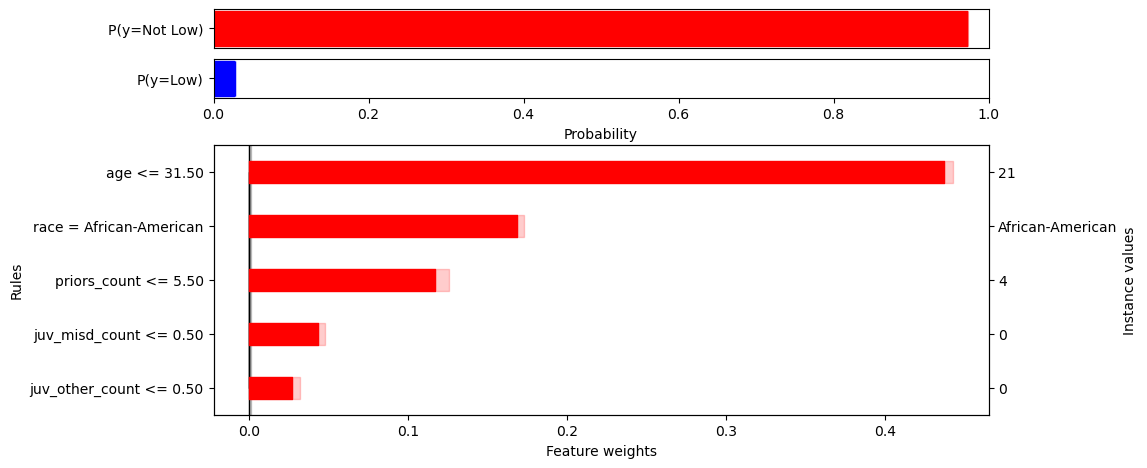 P(y=Not Low)
P(y=Low)
0.0 0.2 0.4 0.6 0.8 1.0
Probability
age <= 31.50 21
race = African-American African-American
priors_count <= 5.50 4
juv_misd_count <= 0.50 0
juv_other_count <= 0.50 0
Rules
Instance values
0.0 0.1 0.2 0.3 0.4
Feature weights